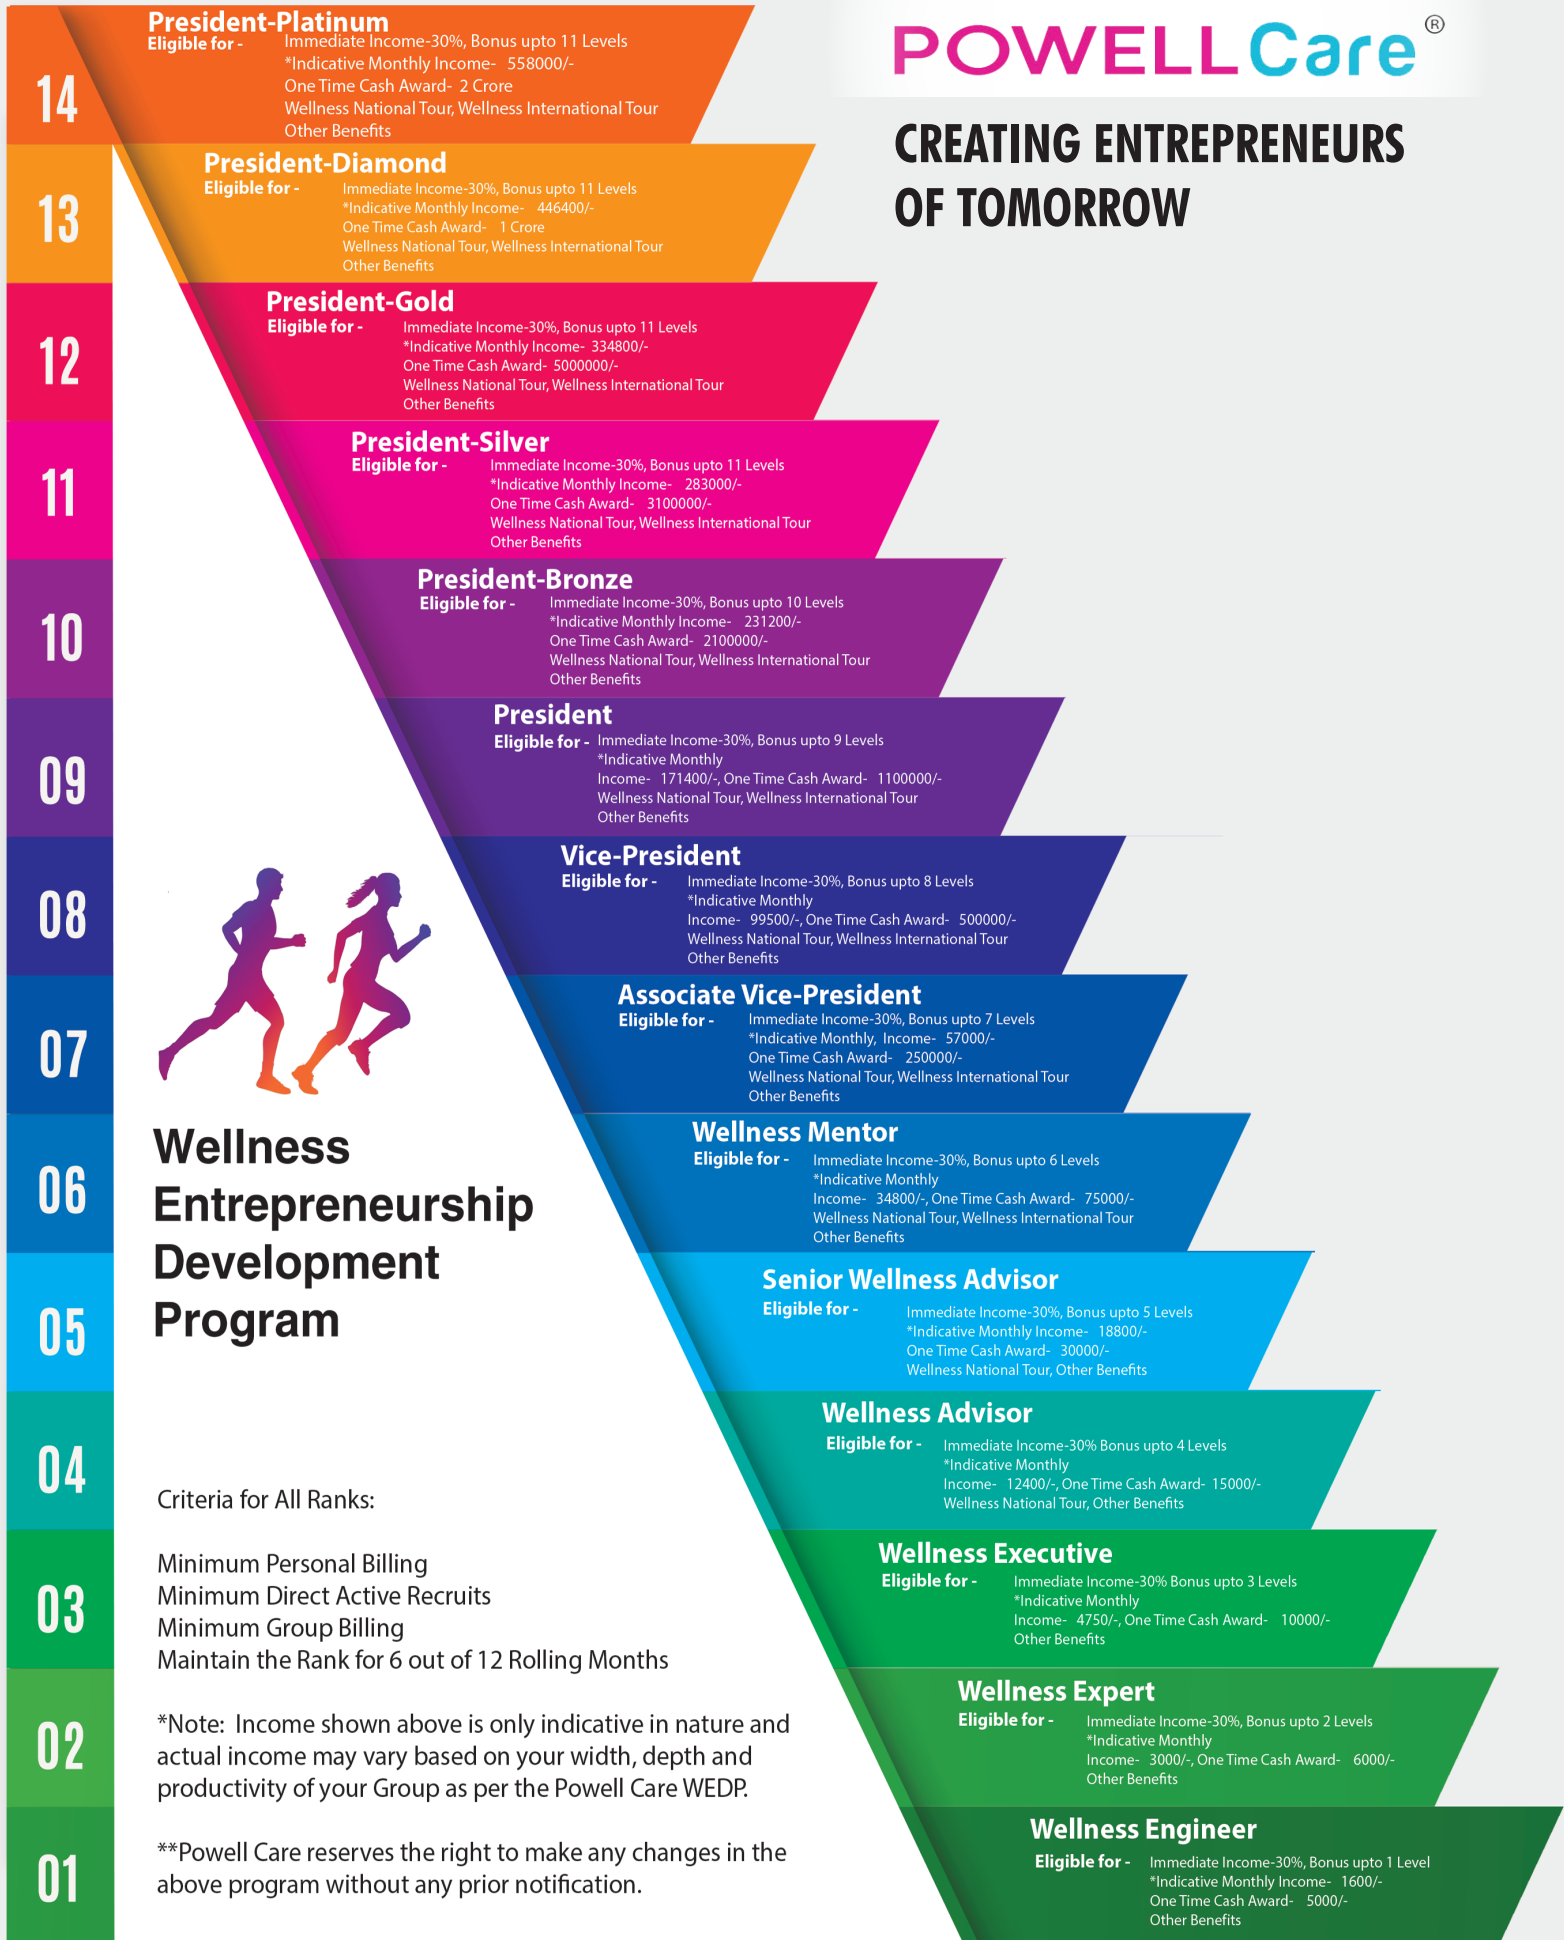 POWELLCare®
CREATING ENTREPRENEURS
OF TOMORROW
14
President-Platinum
Eligible for - Immediate Income-30%, Bonus upto 11 Levels
*Indicative Monthly Income- 558000/-
One Time Cash Award- 2 Crore
Wellness National Tour, Wellness International Tour
Other Benefits
13
President-Diamond
Eligible for - Immediate Income-30%, Bonus upto 11 Levels
*Indicative Monthly Income- 446400/-
One Time Cash Award- 1 Crore
Wellness National Tour, Wellness International Tour
Other Benefits
12
President-Gold
Eligible for - Immediate Income-30%, Bonus upto 11 Levels
*Indicative Monthly Income- 334800/-
One Time Cash Award- 5000000/-
Wellness National Tour, Wellness International Tour
Other Benefits
11
President-Silver
Eligible for - Immediate Income-30%, Bonus upto 11 Levels
*Indicative Monthly Income- 283000/-
One Time Cash Award- 3100000/-
Wellness National Tour, Wellness International Tour
Other Benefits
10
President-Bronze
Eligible for - Immediate Income-30%, Bonus upto 10 Levels
*Indicative Monthly Income- 231200/-
One Time Cash Award- 2100000/-
Wellness National Tour, Wellness International Tour
Other Benefits
09
President
Eligible for - Immediate Income-30%, Bonus upto 9 Levels
*Indicative Monthly
Income- 171400/-, One Time Cash Award- 1100000/-
Wellness National Tour, Wellness International Tour
Other Benefits
08
Vice-President
Eligible for - Immediate Income-30%, Bonus upto 8 Levels
*Indicative Monthly
Income- 99500/-, One Time Cash Award- 500000/-
Wellness National Tour, Wellness International Tour
Other Benefits
07
Associate Vice-President
Eligible for - Immediate Income-30%, Bonus upto 7 Levels
*Indicative Monthly, Income- 57000/-
One Time Cash Award- 250000/-
Wellness National Tour, Wellness International Tour
Other Benefits
06
Wellness Mentor
Eligible for - Immediate Income-30%, Bonus upto 6 Levels
*Indicative Monthly
Income- 34800/-, One Time Cash Award- 75000/-
Wellness National Tour, Wellness International Tour
Other Benefits
05
Senior Wellness Advisor
Eligible for - Immediate Income-30%, Bonus upto 5 Levels
*Indicative Monthly Income- 18800/-
One Time Cash Award- 30000/-
Wellness National Tour, Other Benefits
04
Wellness Advisor
Eligible for - Immediate Income-30% Bonus upto 4 Levels
*Indicative Monthly
Income- 12400/-, One Time Cash Award- 15000/-
Wellness National Tour, Other Benefits
03
Wellness Executive
Eligible for - Immediate Income-30% Bonus upto 3 Levels
*Indicative Monthly
Income- 4750/-, One Time Cash Award- 10000/-
Other Benefits
02
Wellness Expert
Eligible for - Immediate Income-30%, Bonus upto 2 Levels
*Indicative Monthly
Income- 3000/-, One Time Cash Award- 6000/-
Other Benefits
01
Wellness Engineer
Eligible for - Immediate Income-30%, Bonus upto 1 Level
*Indicative Monthly Income- 1600/-
One Time Cash Award- 5000/-
Other Benefits
Wellness
Entrepreneurship
Development
Program
Criteria for All Ranks:
Minimum Personal Billing
Minimum Direct Active Recruits
Minimum Group Billing
Maintain the Rank for 6 out of 12 Rolling Months
*Note: Income shown above is only indicative in nature and
actual income may vary based on your width, depth and
productivity of your Group as per the Powell Care WEDP.
**Powell Care reserves the right to make any changes in the
above program without any prior notification.